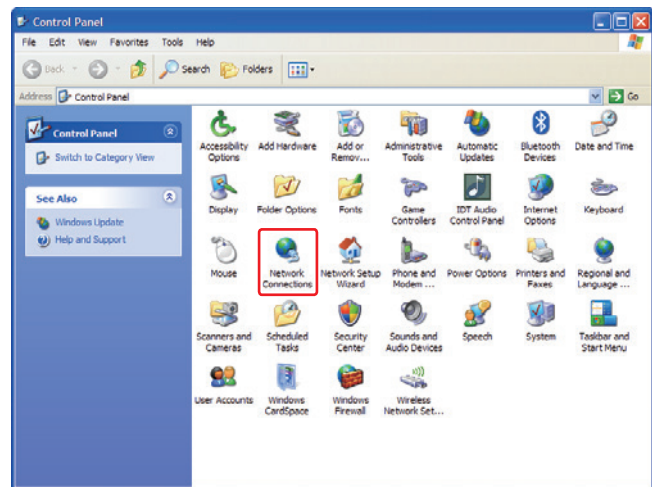 Control Panel
File Edit View Favorites Tools Help
Back Search Folders
Address Control Panel Go
Control Panel
Switch to Category View
See Also
Windows Update
Help and Support
Accessibility Options
Add Hardware
Add or Remov...
Administrative Tools
Automatic Updates
Bluetooth Devices
Date and Time
Display
Folder Options
Fonts
Game Controllers
IDT Audio Control Panel
Internet Options
Keyboard
Mouse
Network Connections
Network Setup Wizard
Phone and Modem ...
Power Options
Printers and Faxes
Regional and Language ...
Scanners and Cameras
Scheduled Tasks
Security Center
Sounds and Audio Devices
Speech
System
Taskbar and Start Menu
User Accounts
Windows CardSpace
Windows Firewall
Wireless Network Set...